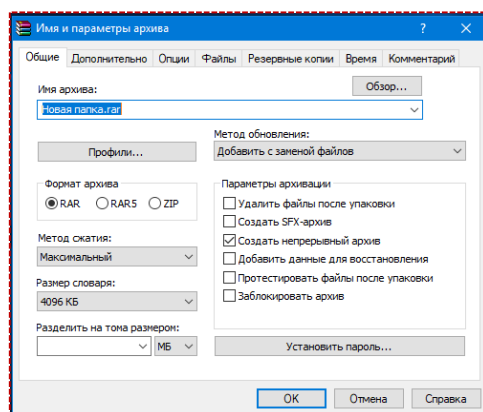 Имя и параметры архива
Общие Дополнительно Опции Файлы Резервные копии Время Комментарий
Имя архива:
Обзор...
Новая папка.rar
Метод обновления:
Профили...
Добавить с заменой файлов
Формат архива
RAR RAR5 ZIP
Метод сжатия:
Максимальный
Размер словаря:
4096 КБ
Разделить на тома размером:
МБ
Параметры архивации
Удалить файлы после упаковки
Создать SFX-архив
Создать непрерывный архив
Добавить данные для восстановления
Протестировать файлы после упаковки
Заблокировать архив
Установить пароль...
OK Отмена Справка